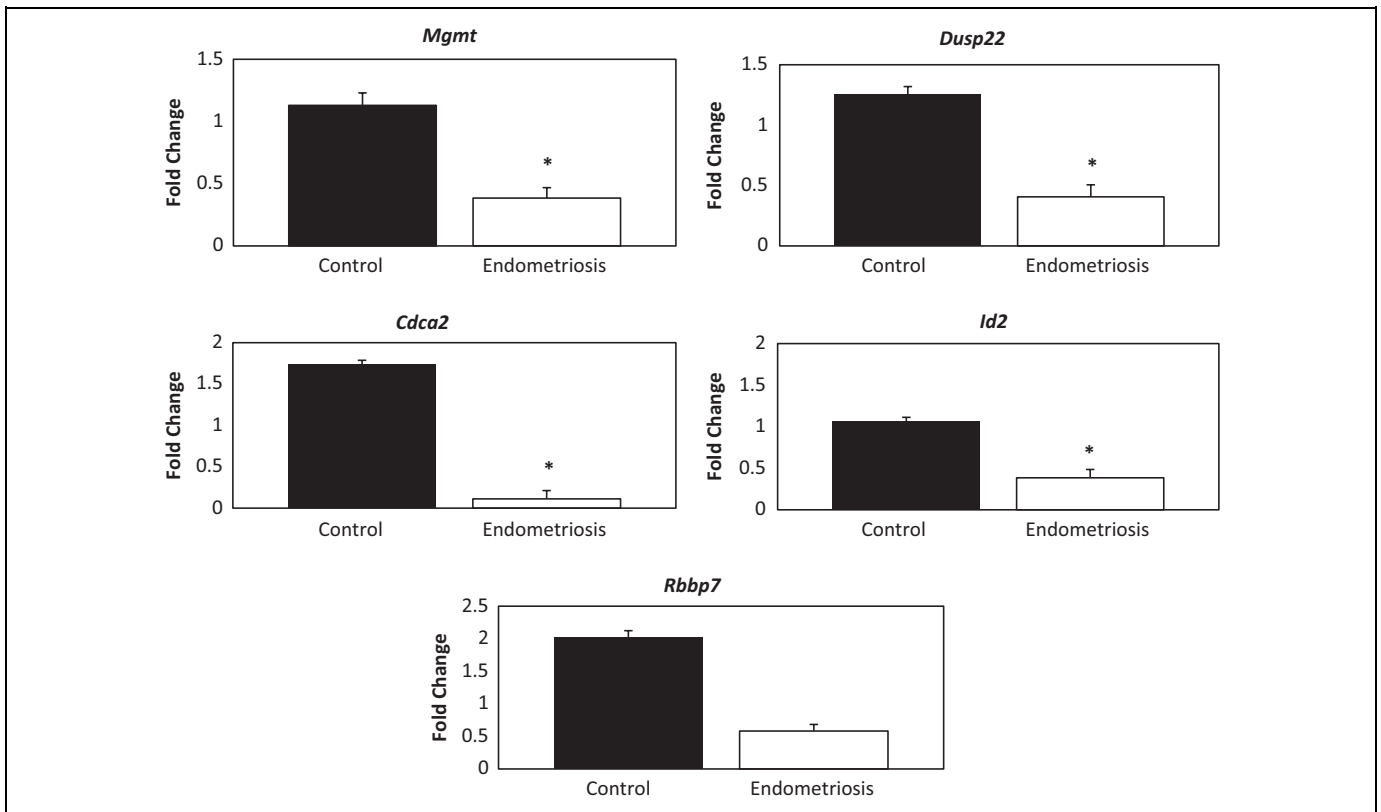 Mgmt
1.5
1
0.5
0
Fold Change
*
Control Endometriosis
Dusp22
1.5
1
0.5
0
Fold Change
*
Control Endometriosis
Cdca2
2
1.5
1
0.5
0
Fold Change
*
Control Endometriosis
Id2
2
1.5
1
0.5
0
Fold Change
*
Control Endometriosis
Rbbp7
2.5
2
1.5
1
0.5
0
Fold Change
Control Endometriosis